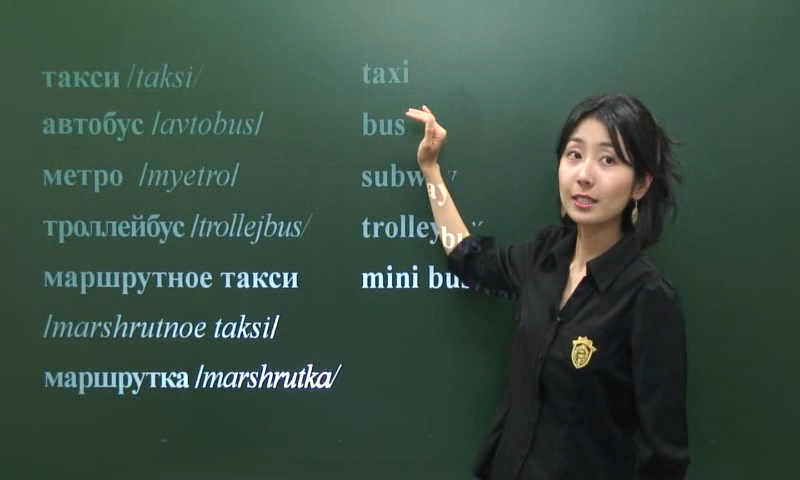 такси /taksi/ taxi
автобус /avtobus/ bus
метро /myetro/ subway
троллейбус /trollejbus/ trolleybus
маршрутное такси mini bus
/marshrutnoe taksi/
маршрутка /marshrutka/